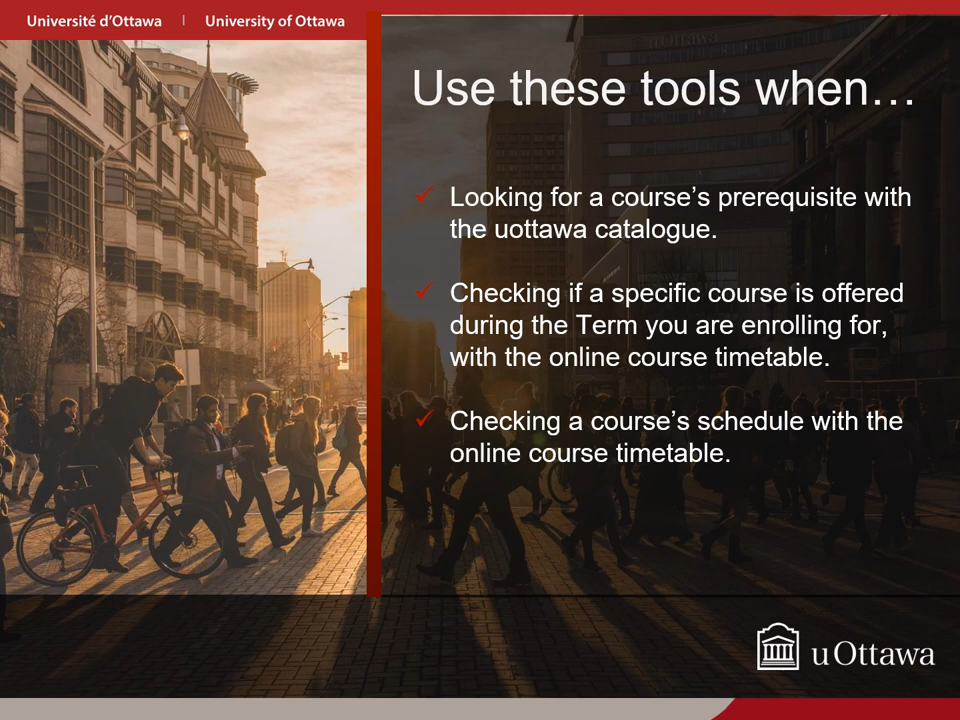 Université d'Ottawa | University of Ottawa
uOttawa
Use these tools when…
✓ Looking for a course’s prerequisite with
the uottawa catalogue.
✓ Checking if a specific course is offered
during the Term you are enrolling for,
with the online course timetable.
✓ Checking a course’s schedule with the
online course timetable.
uOttawa